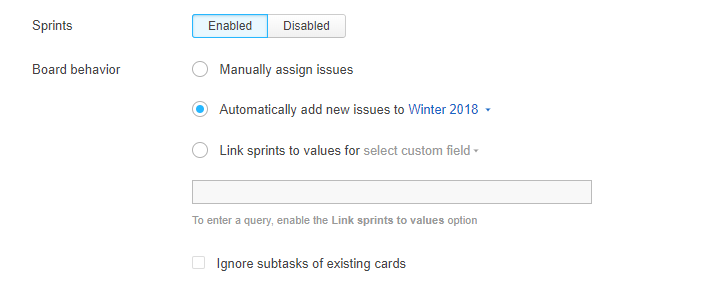 Sprints Enabled Disabled
Board behavior Manually assign issues
Automatically add new issues to Winter 2018
Link sprints to values for select custom field
To enter a query, enable the Link sprints to values option
Ignore subtasks of existing cards